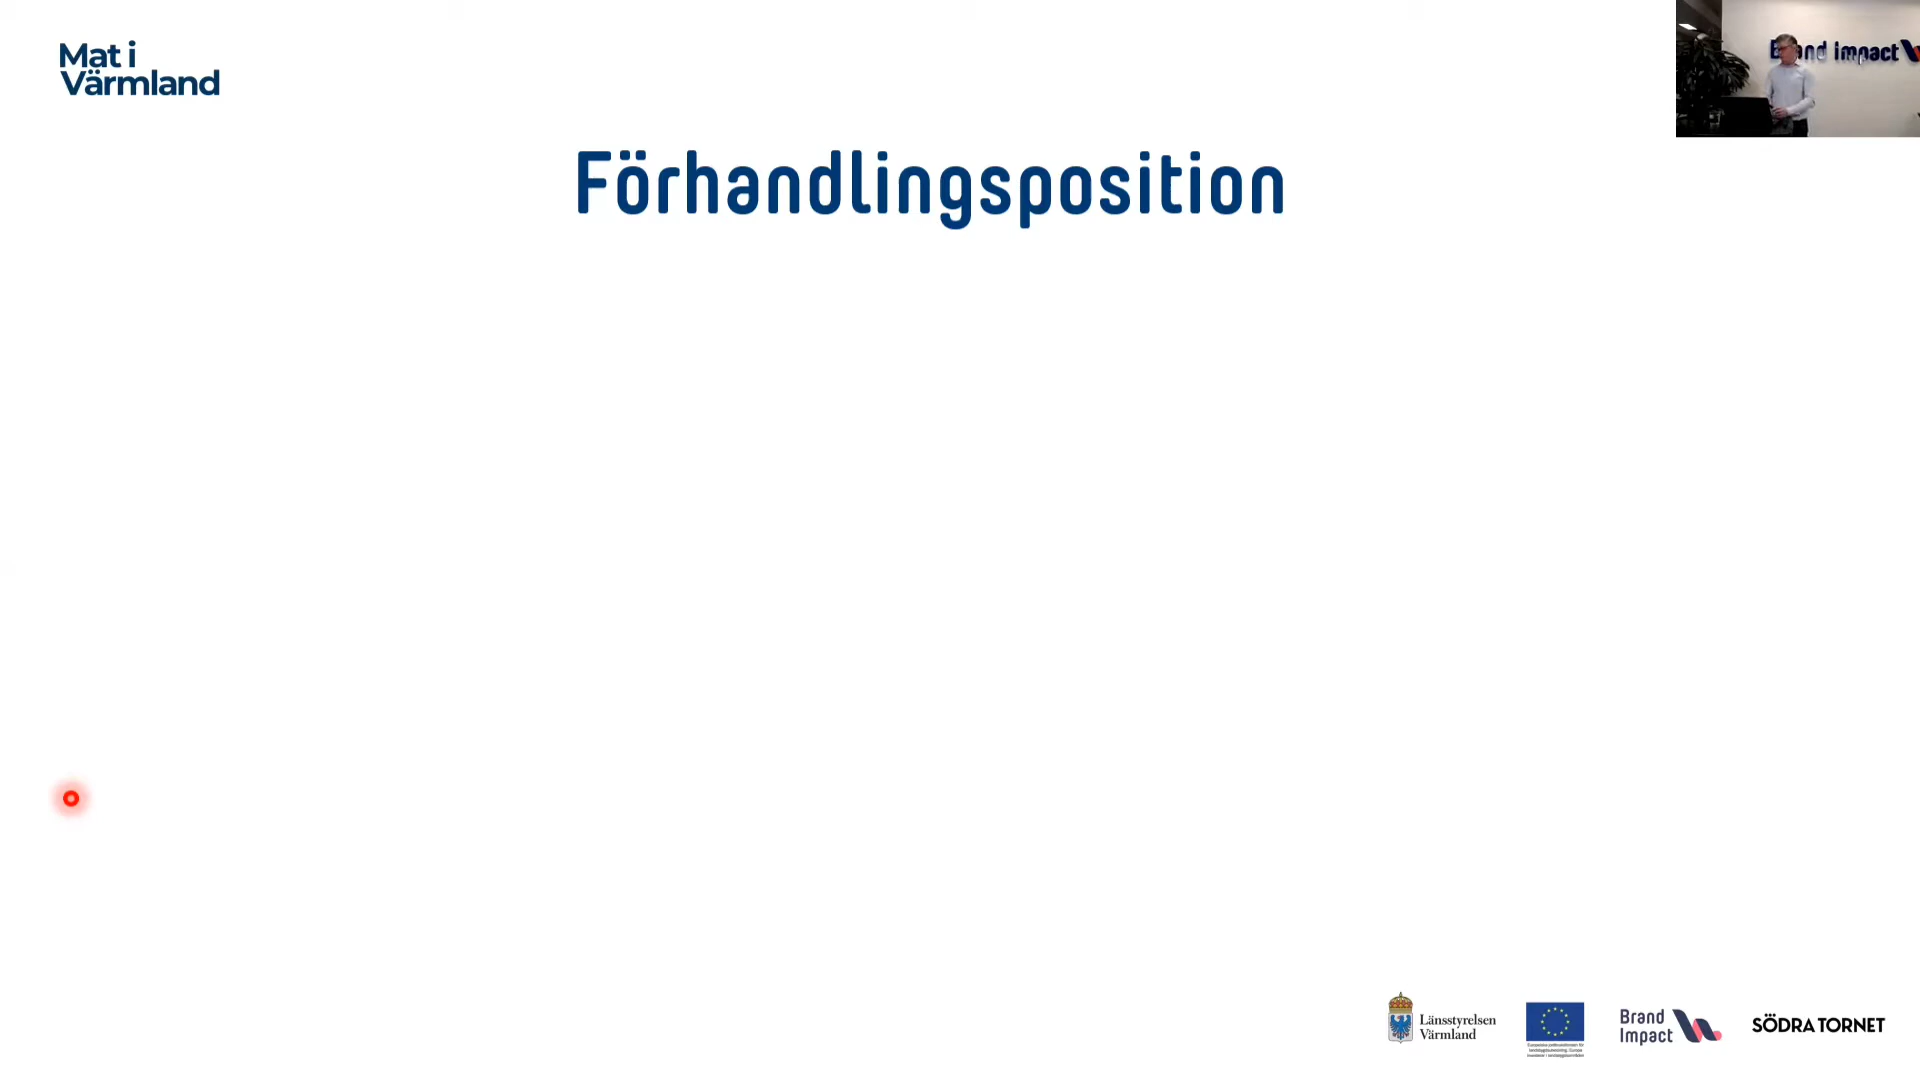 Mat i
Värmland
Brand impact
Förhandlingsposition
Länsstyrelsen
Värmland
Brand
Impact
SÖDRA TORNET